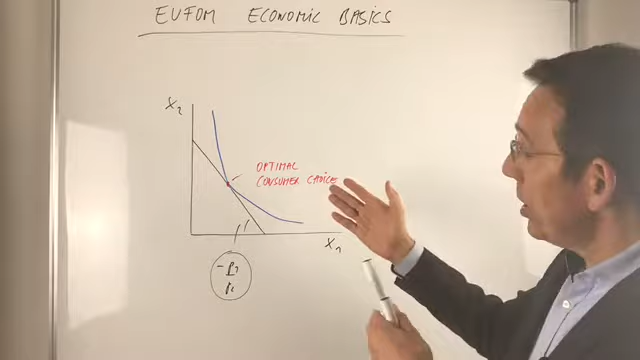 EUFOM ECONOMIC BASICS
X₂
OPTIMAL
CONSUMER CHOICE
X₁